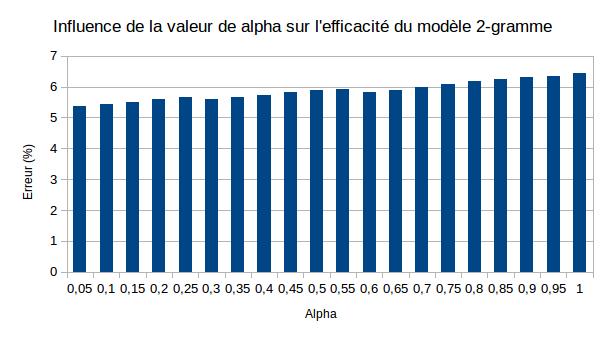 Influence de la valeur de alpha sur l'efficacité du modèle 2-gramme
7
6
5
4
3
2
1
0
Erreur (%)
0,05 0,1 0,15 0,2 0,25 0,3 0,35 0,4 0,45 0,5 0,55 0,6 0,65 0,7 0,75 0,8 0,85 0,9 0,95 1
Alpha